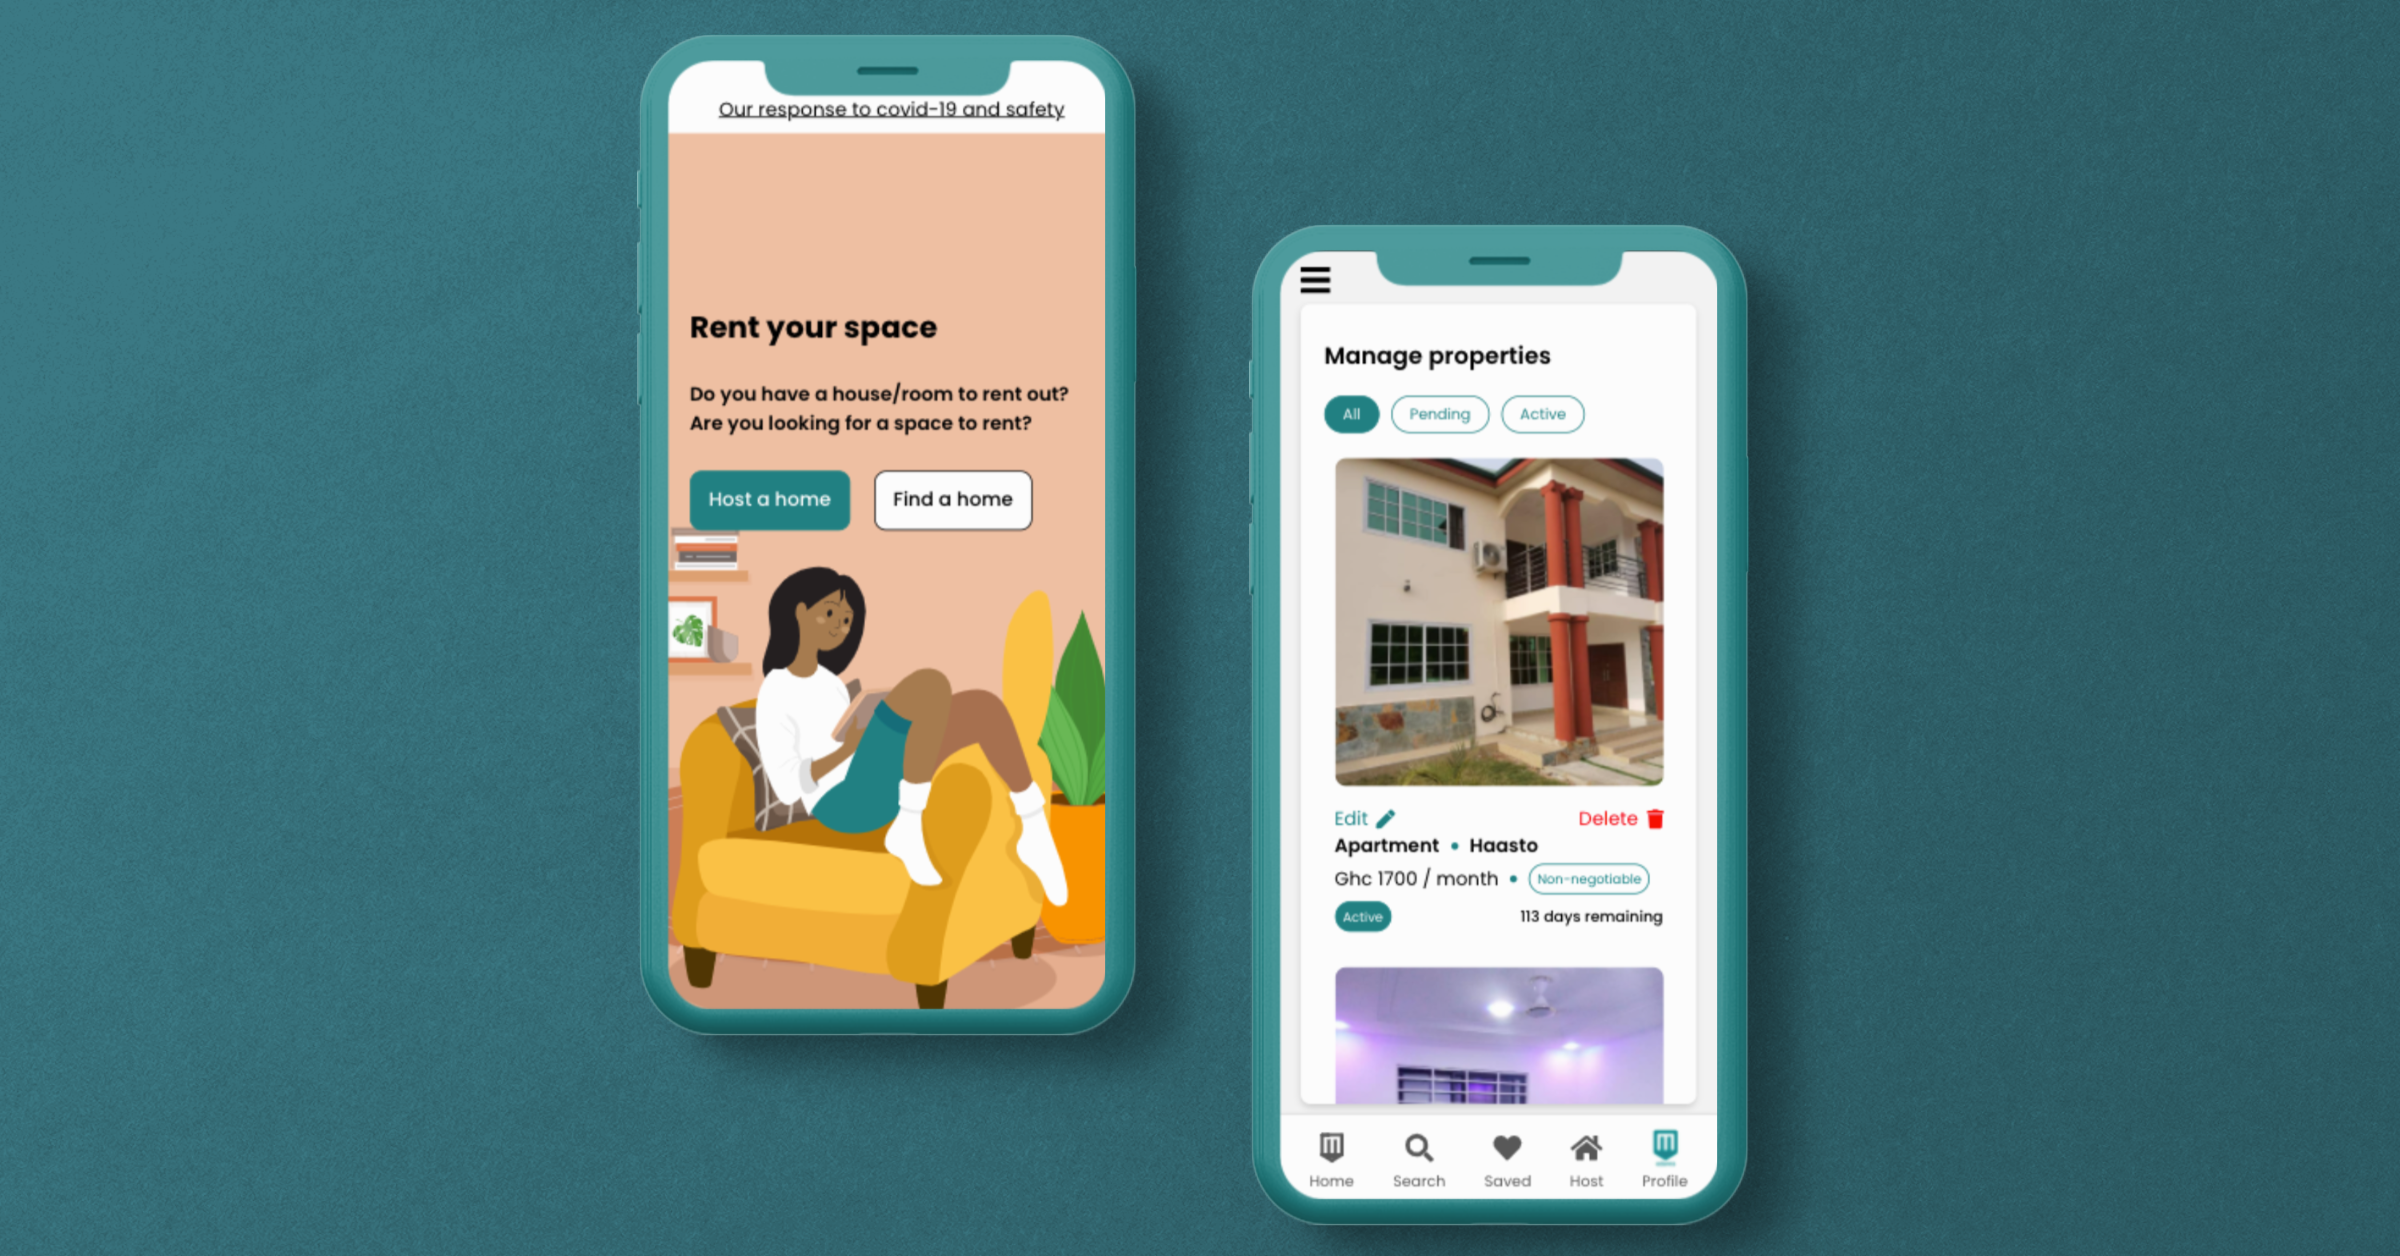 Our response to covid-19 and safety
Rent your space
Do you have a house/room to rent out?
Are you looking for a space to rent?
Host a home
Find a home
Manage properties
All
Pending
Active
Edit
Delete
Apartment • Haasto
Ghc 1700 / month • Non-negotiable
Active
113 days remaining
Home
Search
Saved
Host
Profile